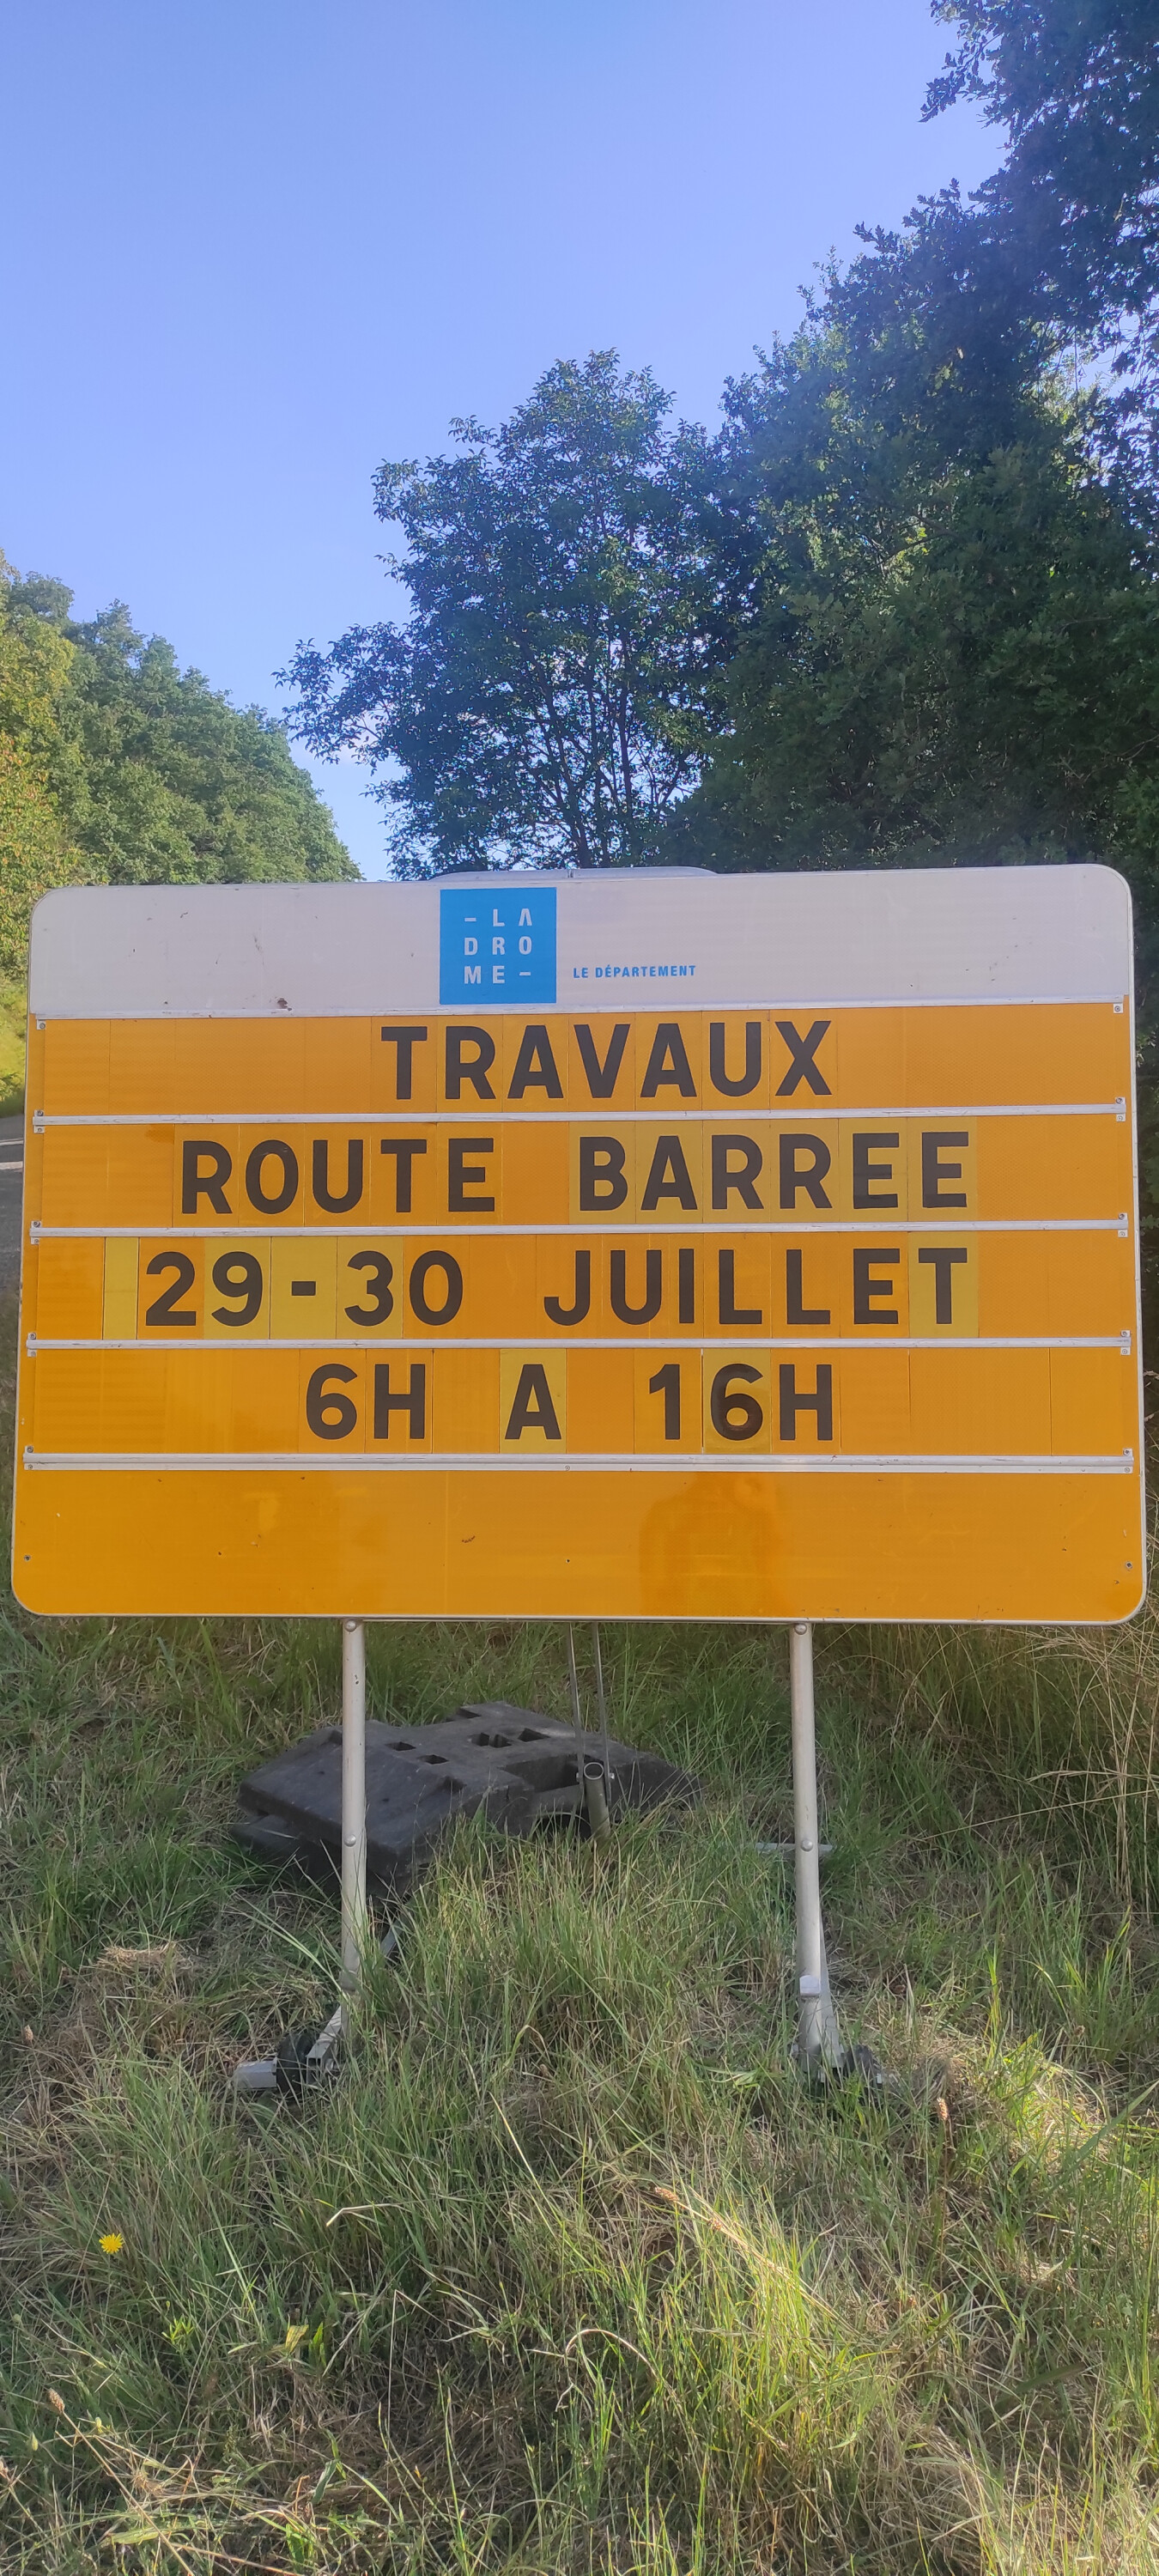 - LA
DRO
ME -
LE DÉPARTEMENT
TRAVAUX
ROUTE BARREE
29-30 JUILLET
6H A 16H